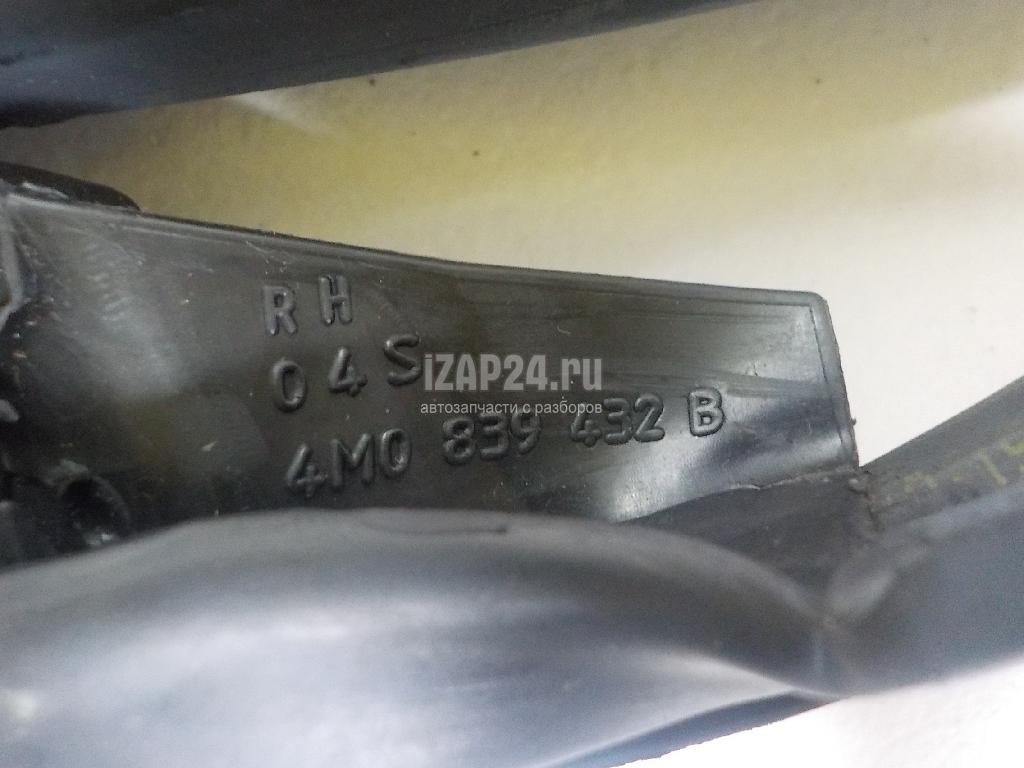 RH
04S
iZAP24.ru
автозапчасти с разборов
4M0 839 432 B